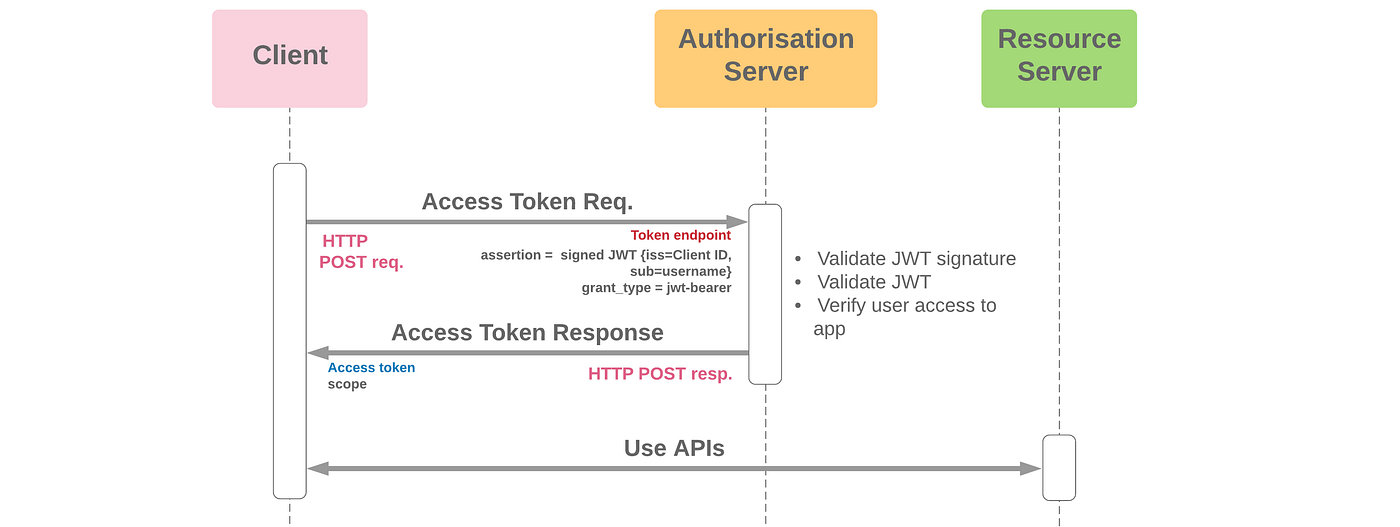 Client
Authorisation
Server
Resource
Server
Access Token Req.
HTTP
POST req.
Token endpoint
assertion = signed JWT {iss=Client ID,
sub=username}
grant_type = jwt-bearer
• Validate JWT signature
• Validate JWT
• Verify user access to
app
Access Token Response
Access token
scope
HTTP POST resp.
Use APIs